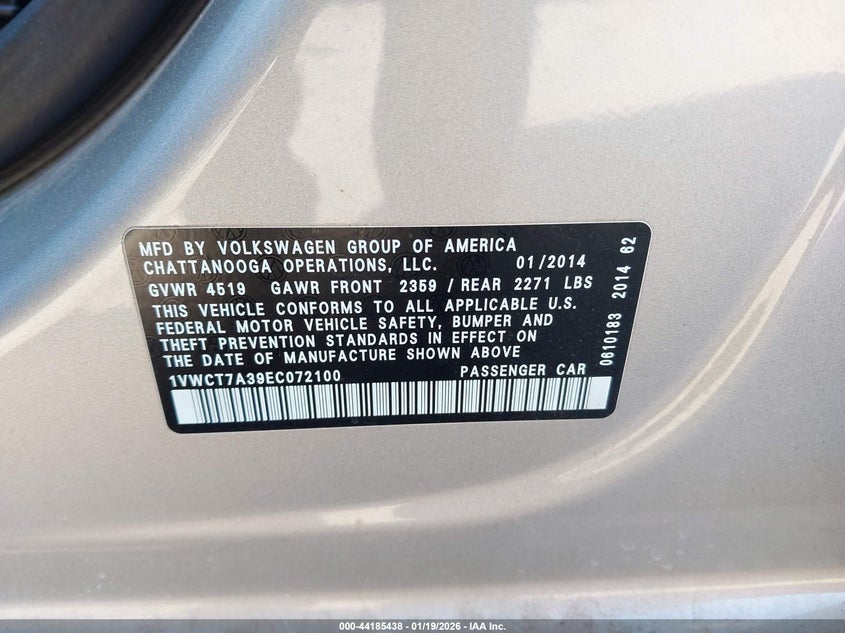 MFD BY VOLKSWAGEN GROUP OF AMERICA
CHATTANOOGA OPERATIONS, LLC. 01/2014
GVWR 4519 GAWR FRONT 2359 / REAR 2271 LBS
THIS VEHICLE CONFORMS TO ALL APPLICABLE U.S.
FEDERAL MOTOR VEHICLE SAFETY, BUMPER AND
THEFT PREVENTION STANDARDS IN EFFECT ON
THE DATE OF MANUFACTURE SHOWN ABOVE
1VWCT7A39EC072100 PASSENGER CAR
0610183 2014 62
000-44185438 - 01/19/2026 - IAA Inc.